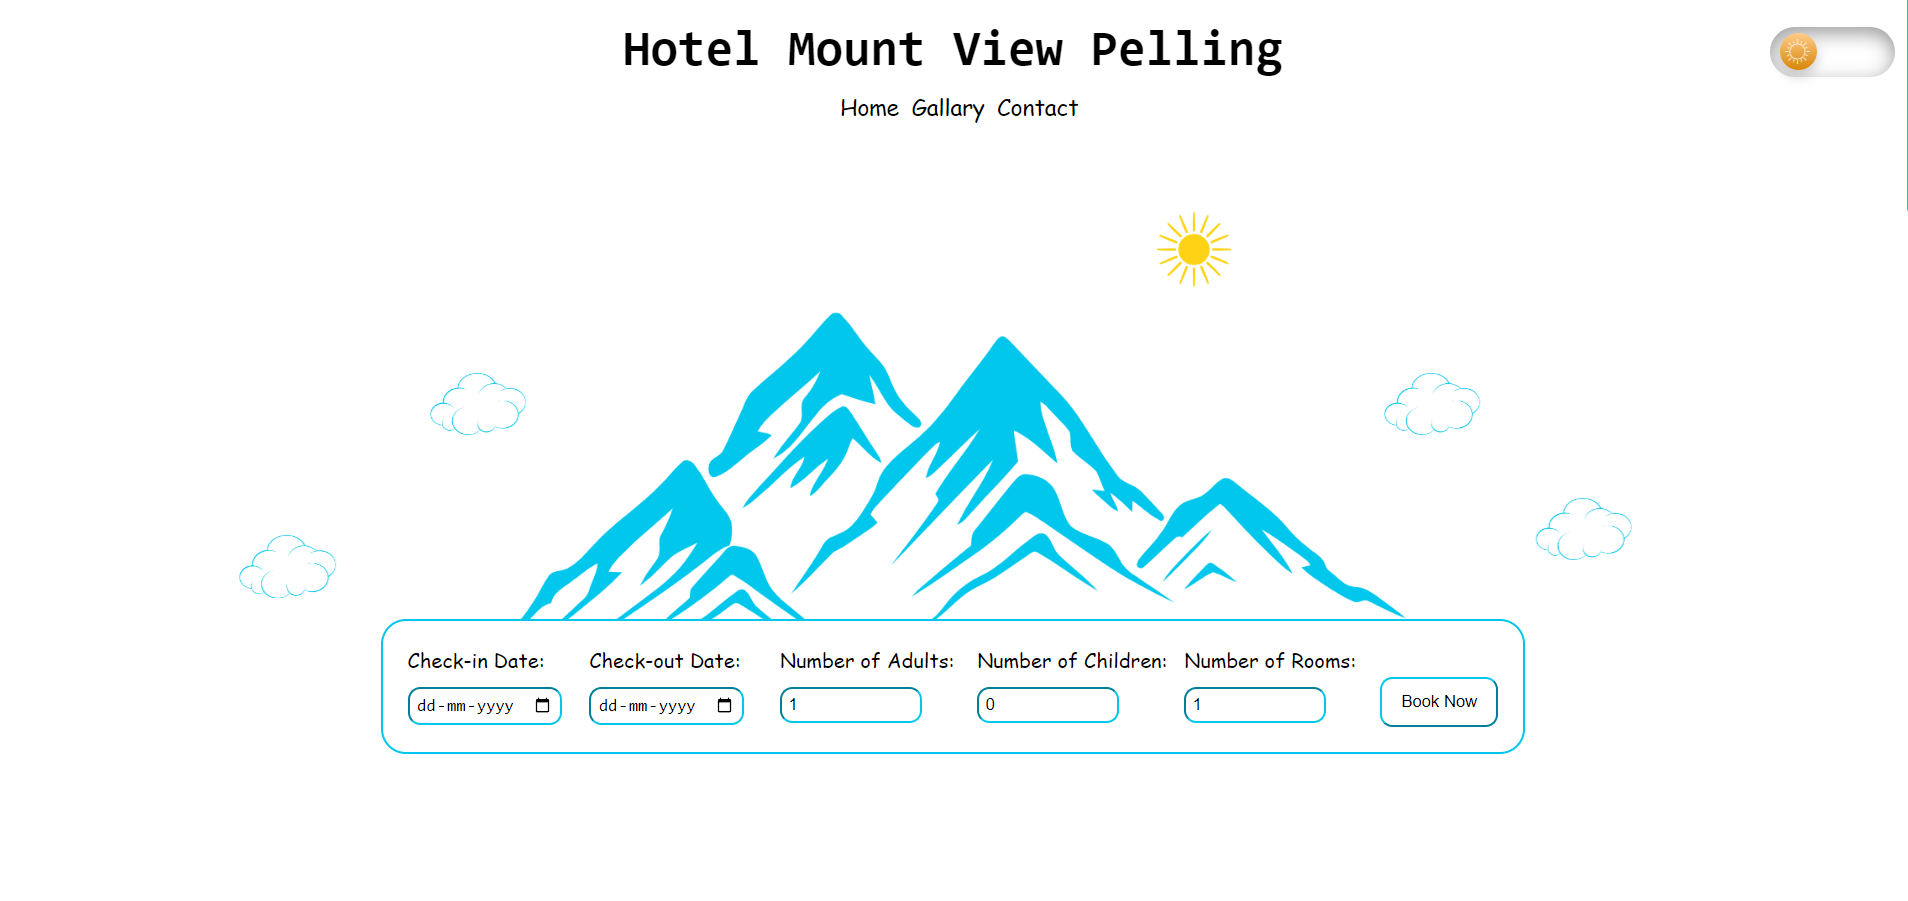 Hotel Mount View Pelling
Home Gallary Contact
Check-in Date: Check-out Date: Number of Adults: Number of Children: Number of Rooms:
dd-mm-yyyy dd-mm-yyyy 1 0 1 Book Now